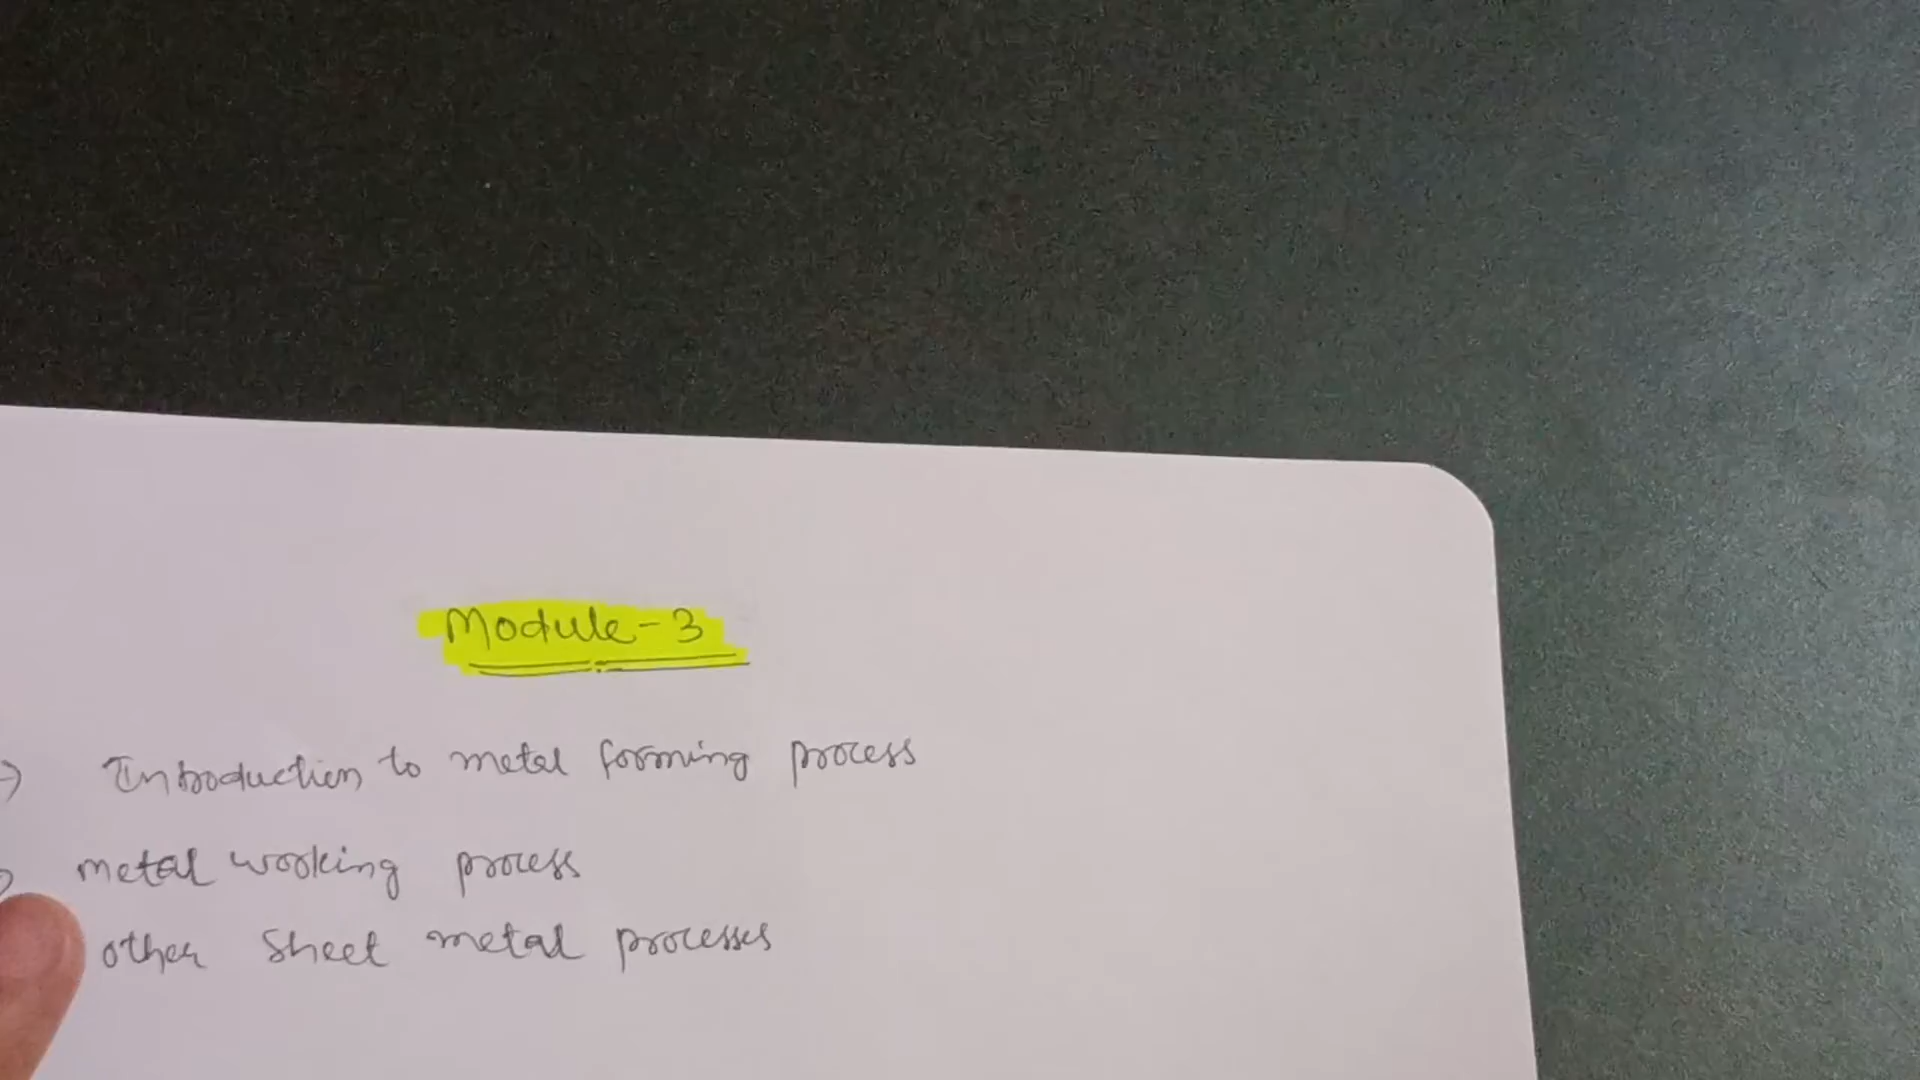 Module-3
→ Introduction to metal forming process
metal working process
other sheet metal processes